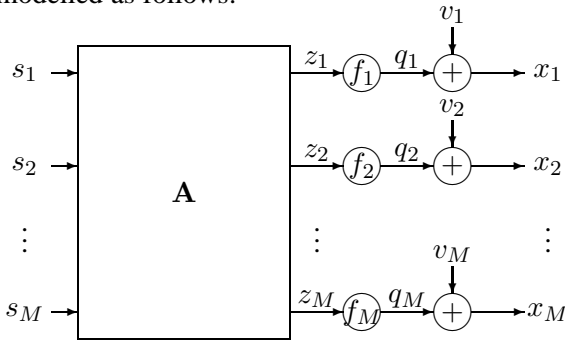 modelled as follows:
v₁
s₁ z₁ f₁ q₁ + x₁
v₂
s₂ z₂ f₂ q₂ + x₂
A
⋮ ⋮ ⋮
v_M
s_M z_M f_M q_M + x_M